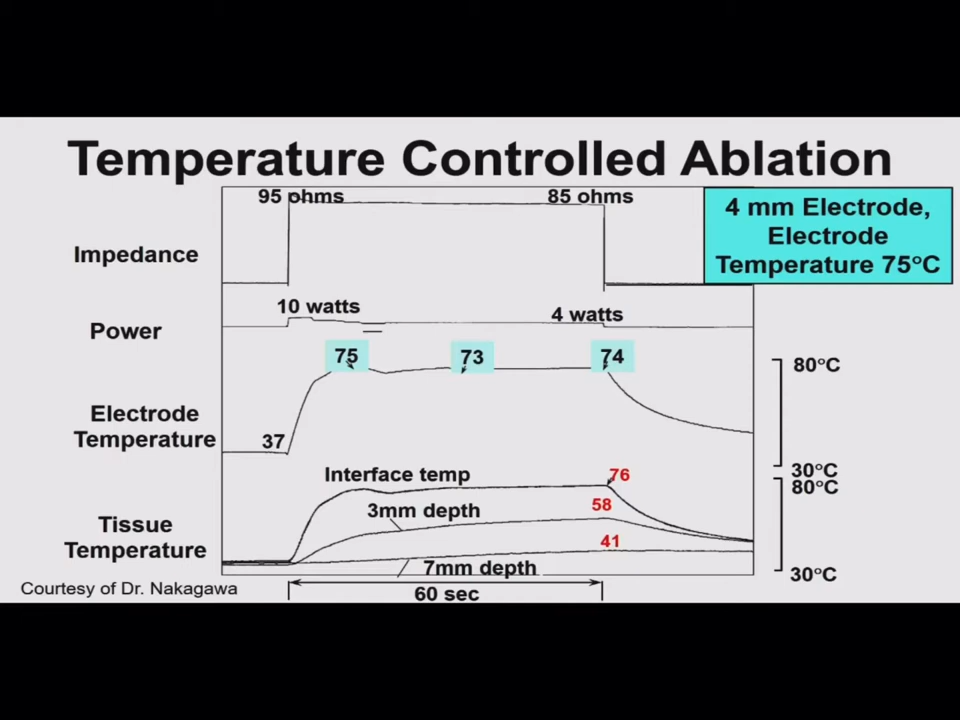 Temperature Controlled Ablation
95 ohms
85 ohms
4 mm Electrode,
Electrode
Temperature 75°C
Impedance
10 watts
4 watts
Power
75
73
74
80°C
Electrode
Temperature
37
30°C
Interface temp
76
80°C
3mm depth
58
Tissue
Temperature
41
7mm depth
30°C
Courtesy of Dr. Nakagawa
60 sec